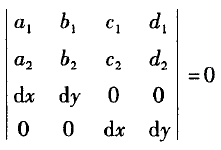 | a₁ b₁ c₁ d₁ |
| a₂ b₂ c₂ d₂ |
| dx dy 0 0 | = 0
| 0 0 dx dy |